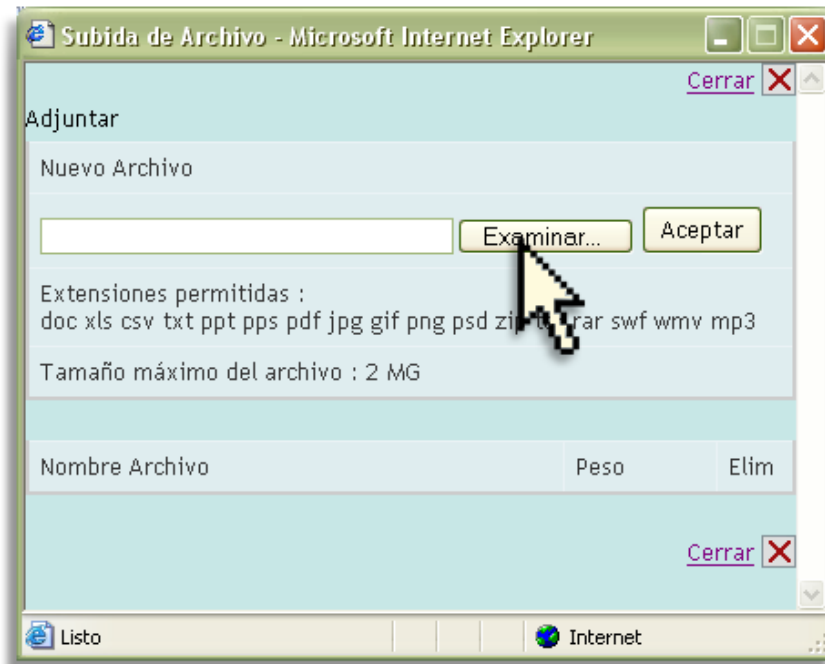 Subida de Archivo - Microsoft Internet Explorer
Cerrar
Adjuntar
Nuevo Archivo
Examinar...
Aceptar
Extensiones permitidas :
doc xls csv txt ppt pps pdf jpg gif png psd zip rar swf wmv mp3
Tamaño máximo del archivo : 2 MG
Nombre Archivo Peso Elim
Cerrar
Listo Internet